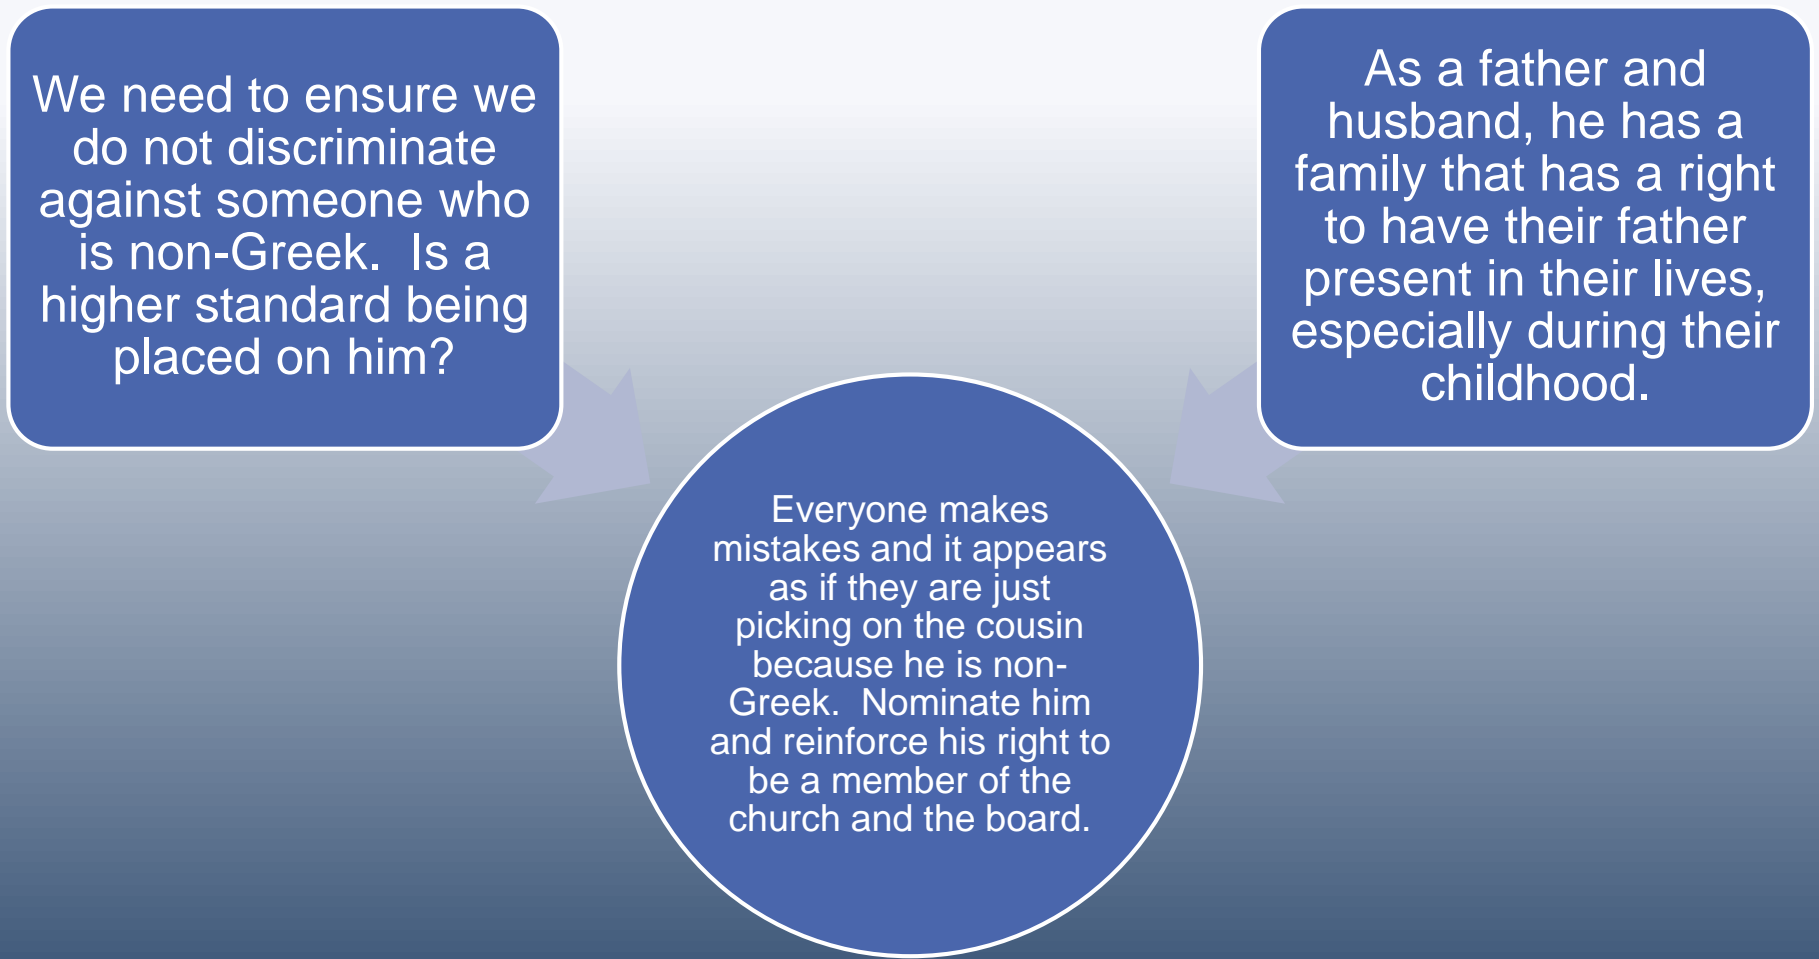 We need to ensure we
do not discriminate
against someone who
is non-Greek.  Is a
higher standard being
placed on him?
As a father and
husband, he has a
family that has a right
to have their father
present in their lives,
especially during their
childhood.
Everyone makes
mistakes and it appears
as if they are just
picking on the cousin
because he is non-
Greek.  Nominate him
and reinforce his right to
be a member of the
church and the board.